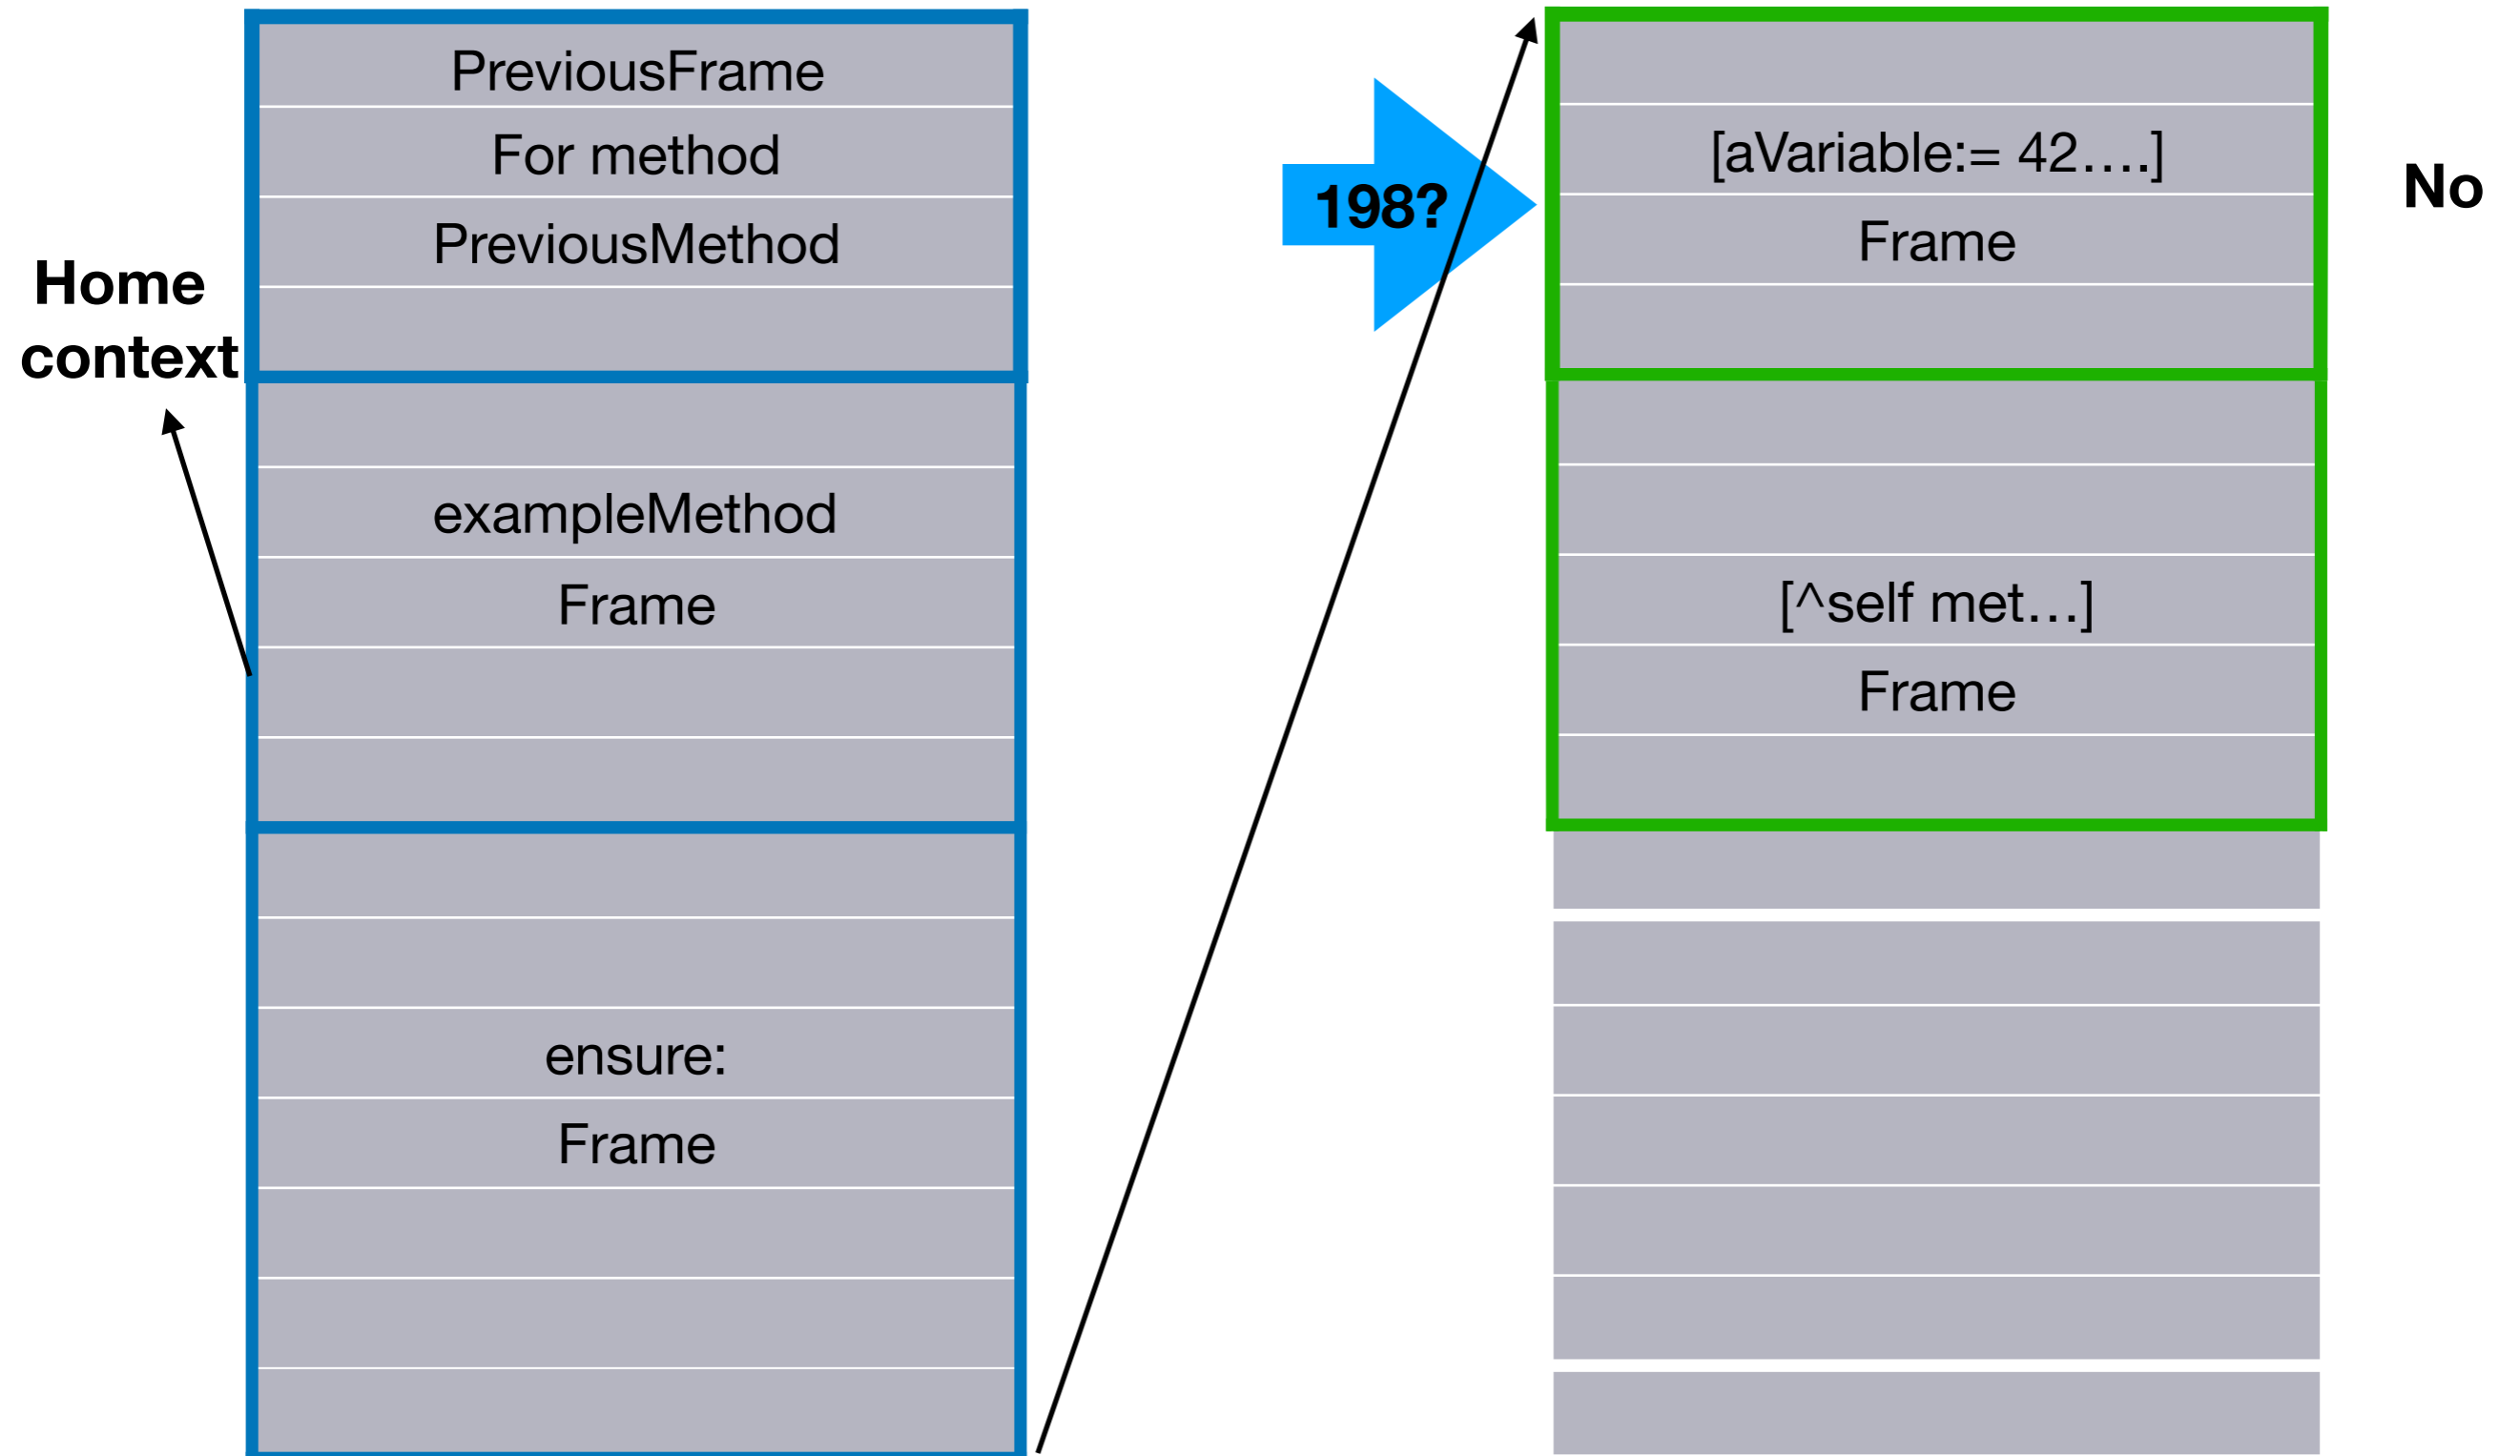 PreviousFrame
For method
PreviousMethod
Home
context
exampleMethod
Frame
ensure:
Frame
198?
[aVariable:= 42….]
Frame
No
[^self met…]
Frame